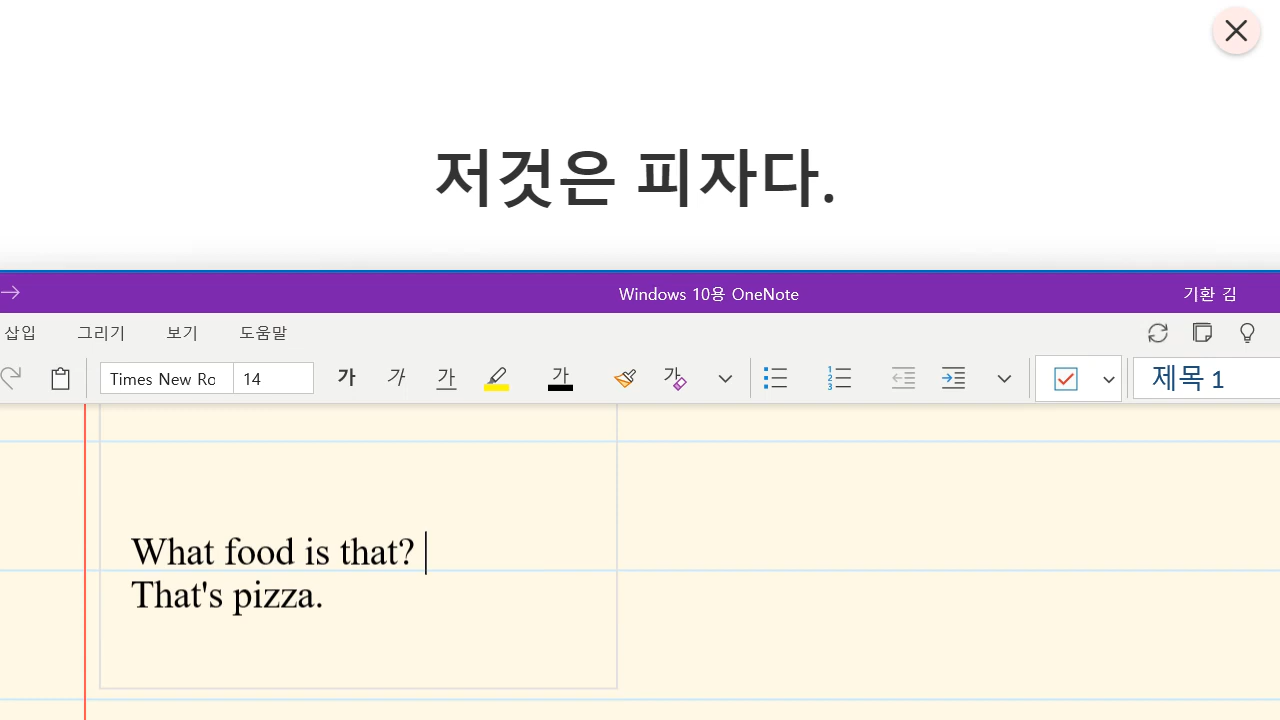 저것은 피자다.
Windows 10용 OneNote
기환 김
삽입 그리기 보기 도움말
Times New Ro 14 가 가 가 가 가 제목 1
What food is that?
That's pizza.